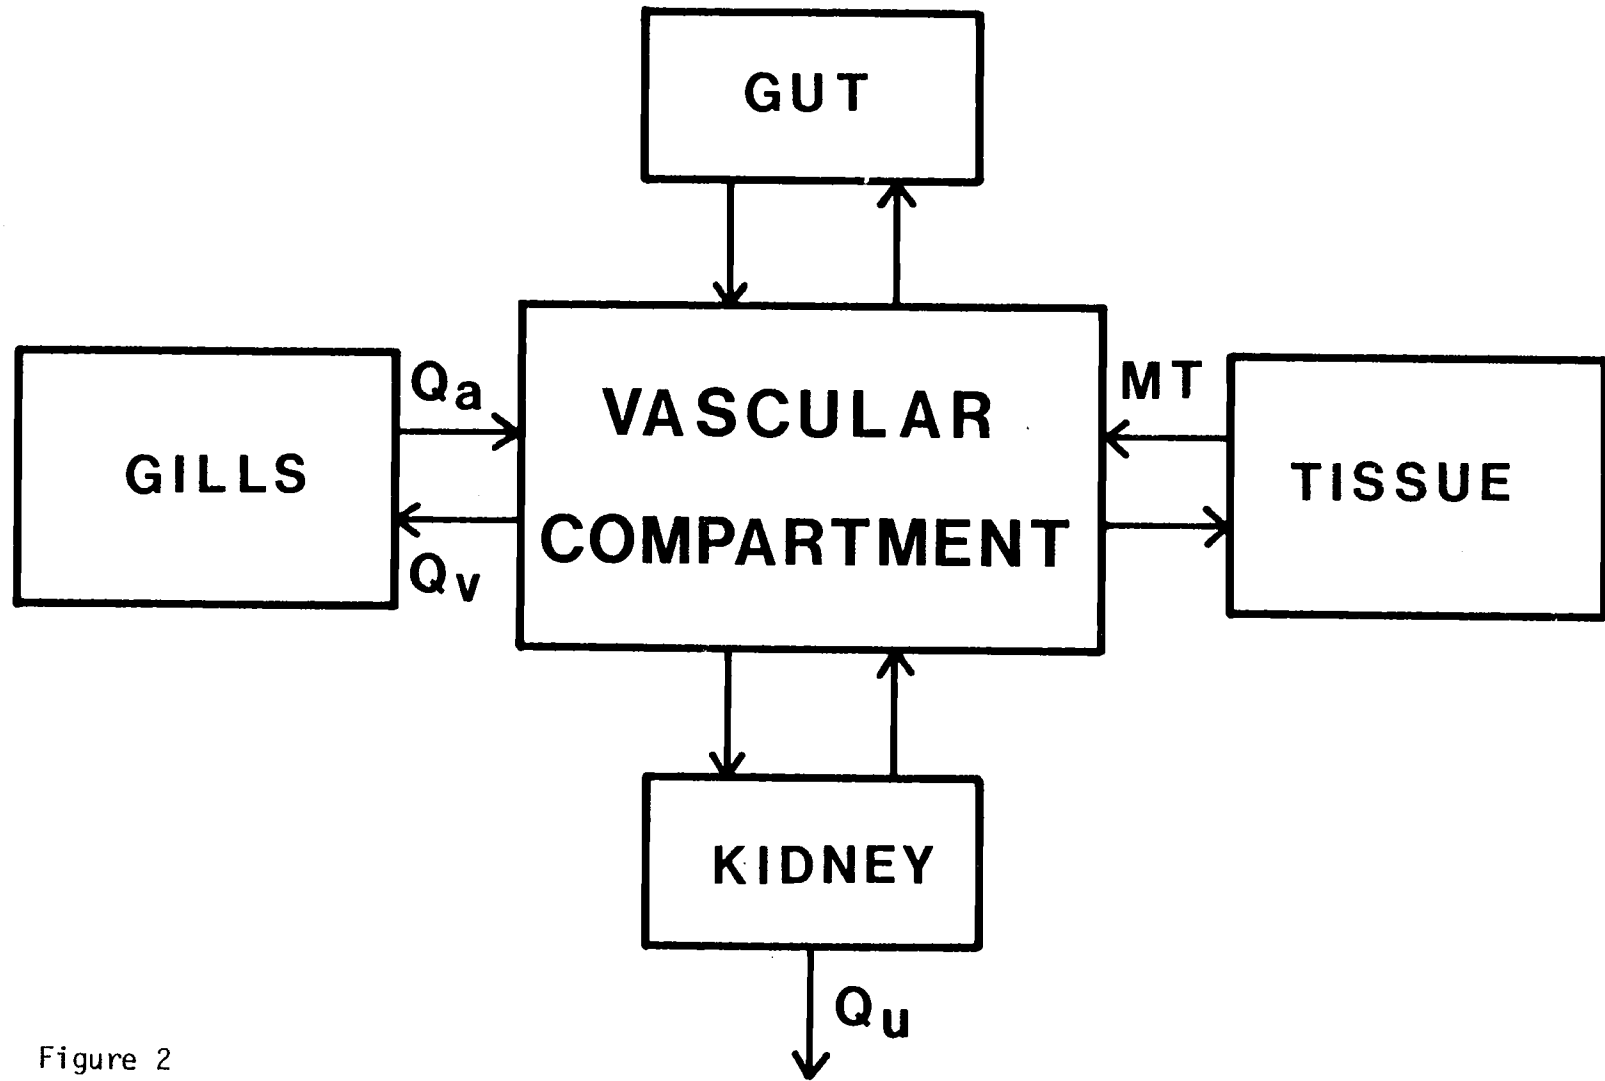 GUT
Qa
VASCULAR
COMPARTMENT
MT
GILLS
TISSUE
Qv
KIDNEY
Qu
Figure 2